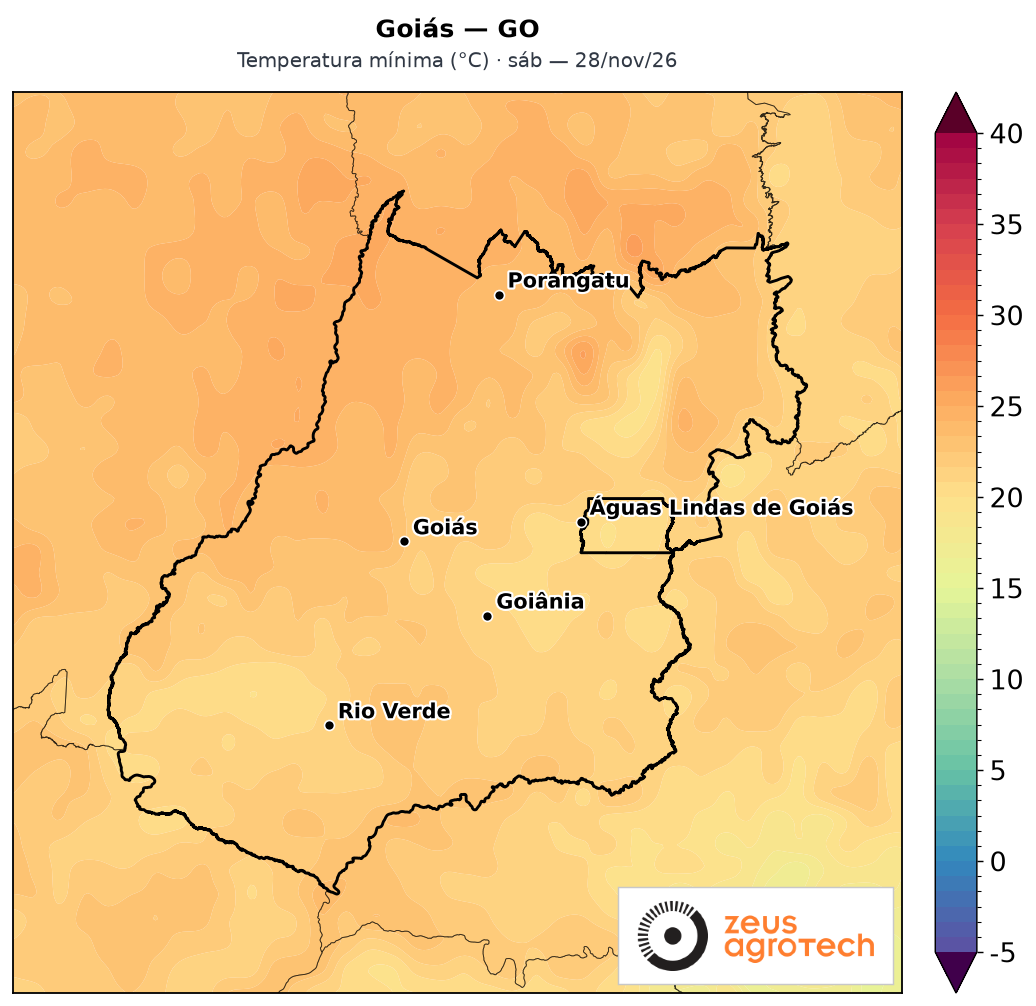 Goiás — GO
Temperatura mínima (°C) · sáb — 28/nov/26
40
35
30
25
20
15
10
5
0
-5
Porangatu
Águas Lindas de Goiás
Goiás
Goiânia
Rio Verde
zeus
agrotech